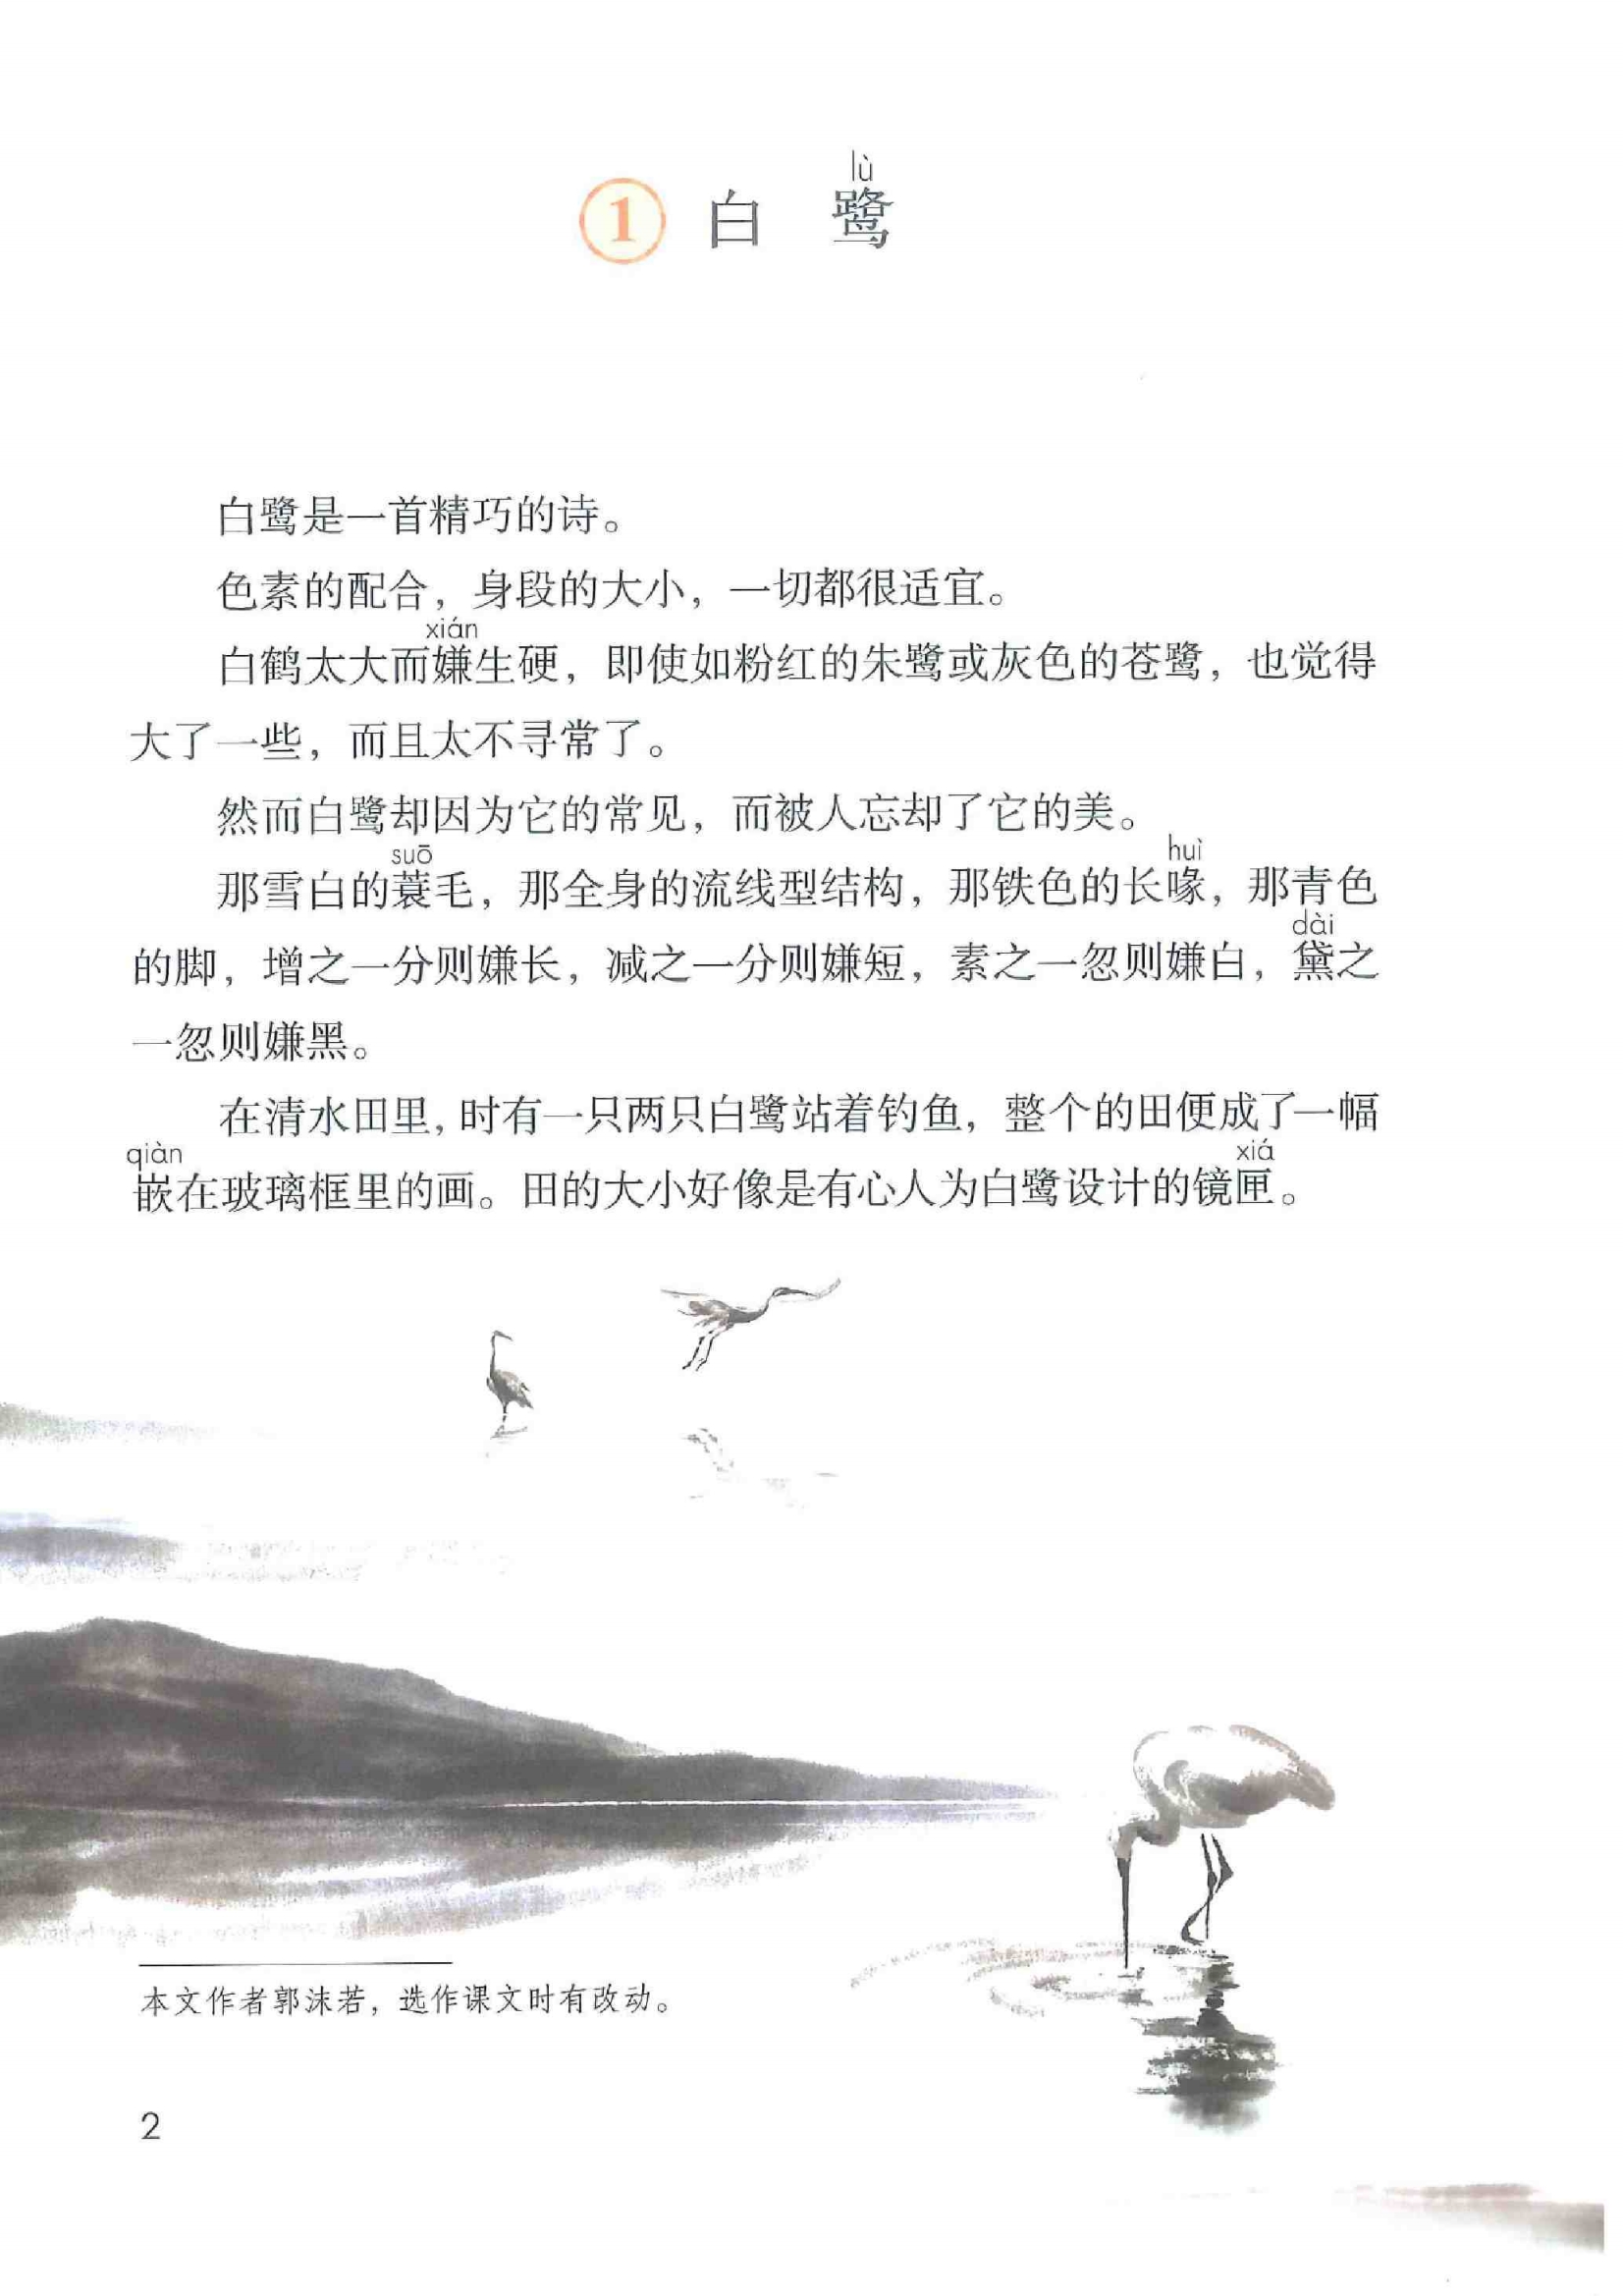 lù
1 白 鹭
白鹭是一首精巧的诗。
色素的配合，身段的大小，一切都很适宜。
xián
白鹤太大而嫌生硬，即使如粉红的朱鹭或灰色的苍鹭，也觉得
大了一些，而且太不寻常了。
然而白鹭却因为它的常见，而被人忘却了它的美。
suō huì
那雪白的蓑毛，那全身的流线型结构，那铁色的长喙，那青色
dài
的脚，增之一分则嫌长，减之一分则嫌短，素之一忽则嫌白，黛之
一忽则嫌黑。
在清水田里，时有一只两只白鹭站着钓鱼，整个的田便成了一幅
qiàn xiá
嵌在玻璃框里的画。田的大小好像是有心人为白鹭设计的镜匣。
本文作者郭沫若，选作课文时有改动。
2